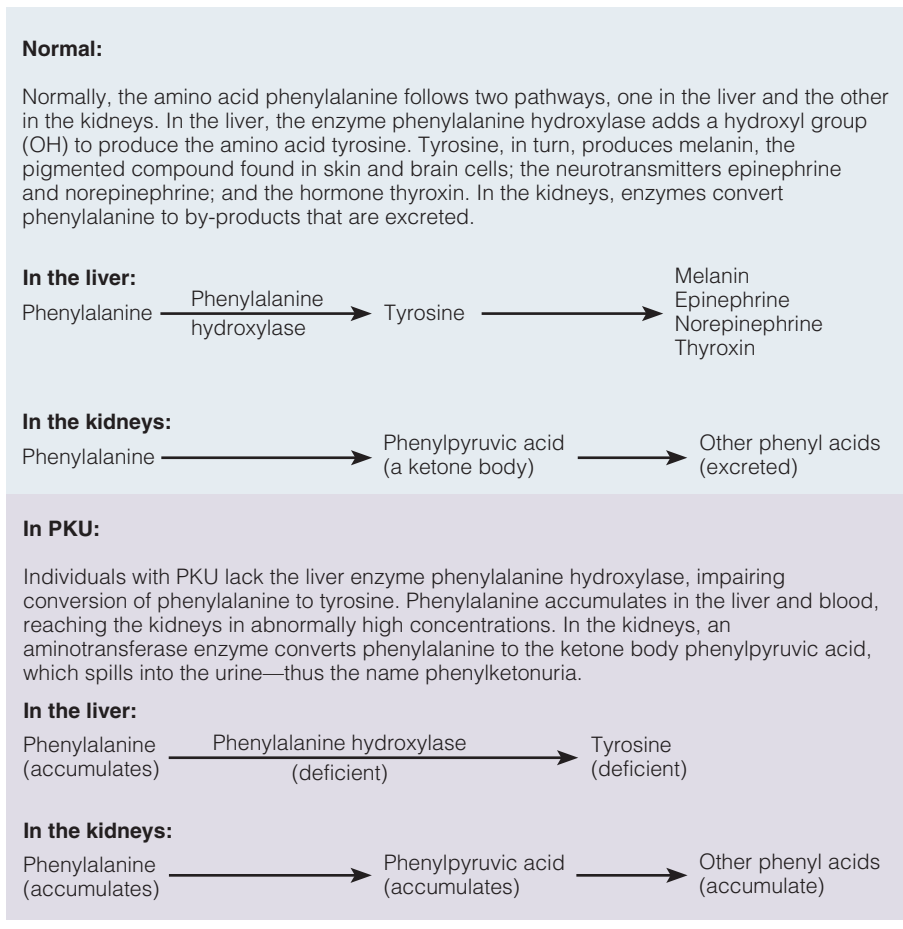 Normal:
Normally, the amino acid phenylalanine follows two pathways, one in the liver and the other
in the kidneys. In the liver, the enzyme phenylalanine hydroxylase adds a hydroxyl group
(OH) to produce the amino acid tyrosine. Tyrosine, in turn, produces melanin, the
pigmented compound found in skin and brain cells; the neurotransmitters epinephrine
and norepinephrine; and the hormone thyroxin. In the kidneys, enzymes convert
phenylalanine to by-products that are excreted.
In the liver:
Phenylalanine
Phenylalanine
hydroxylase
Tyrosine
Melanin
Epinephrine
Norepinephrine
Thyroxin
In the kidneys:
Phenylalanine
Phenylpyruvic acid
(a ketone body)
Other phenyl acids
(excreted)
In PKU:
Individuals with PKU lack the liver enzyme phenylalanine hydroxylase, impairing
conversion of phenylalanine to tyrosine. Phenylalanine accumulates in the liver and blood,
reaching the kidneys in abnormally high concentrations. In the kidneys, an
aminotransferase enzyme converts phenylalanine to the ketone body phenylpyruvic acid,
which spills into the urine—thus the name phenylketonuria.
In the liver:
Phenylalanine
(accumulates)
Phenylalanine hydroxylase
(deficient)
Tyrosine
(deficient)
In the kidneys:
Phenylalanine
(accumulates)
Phenylpyruvic acid
(accumulates)
Other phenyl acids
(accumulate)